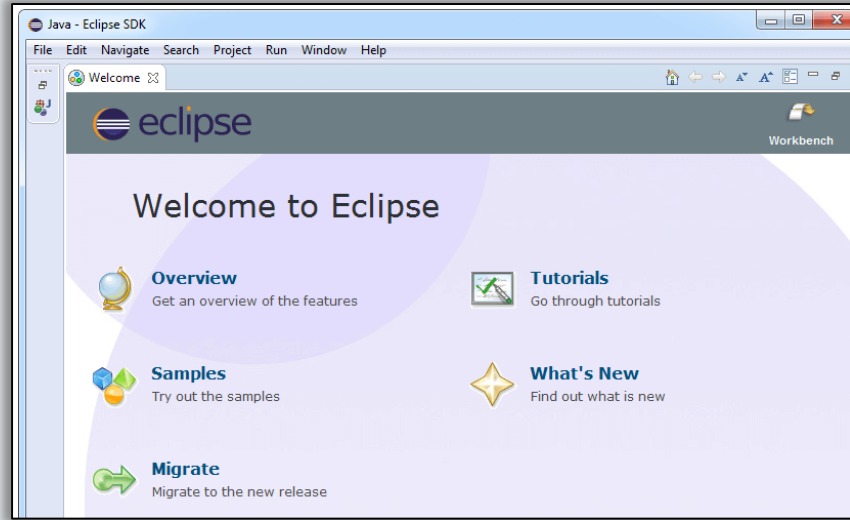 Java - Eclipse SDK
File Edit Navigate Search Project Run Window Help
Welcome
eclipse
Workbench
Welcome to Eclipse
Overview
Get an overview of the features
Tutorials
Go through tutorials
Samples
Try out the samples
What's New
Find out what is new
Migrate
Migrate to the new release